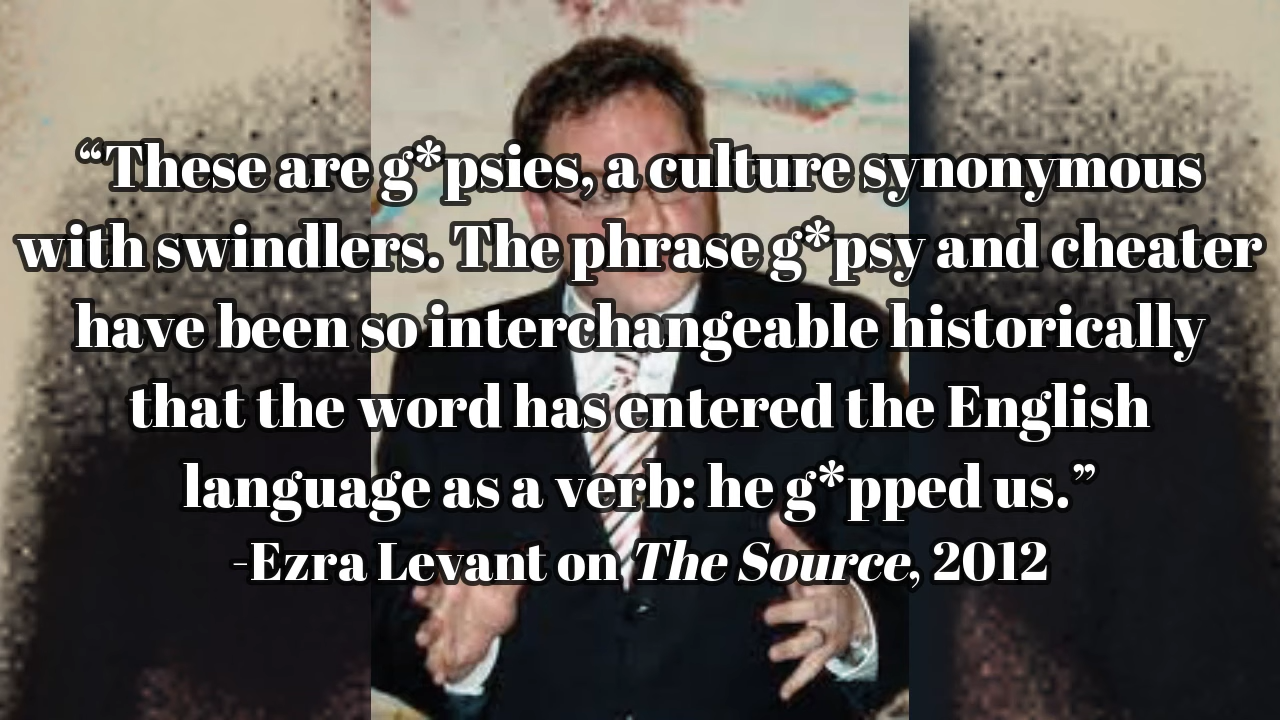 “These are g*psies, a culture synonymous
with swindlers. The phrase g*psy and cheater
have been so interchangeable historically
that the word has entered the English
language as a verb: he g*pped us.”
-Ezra Levant on The Source, 2012